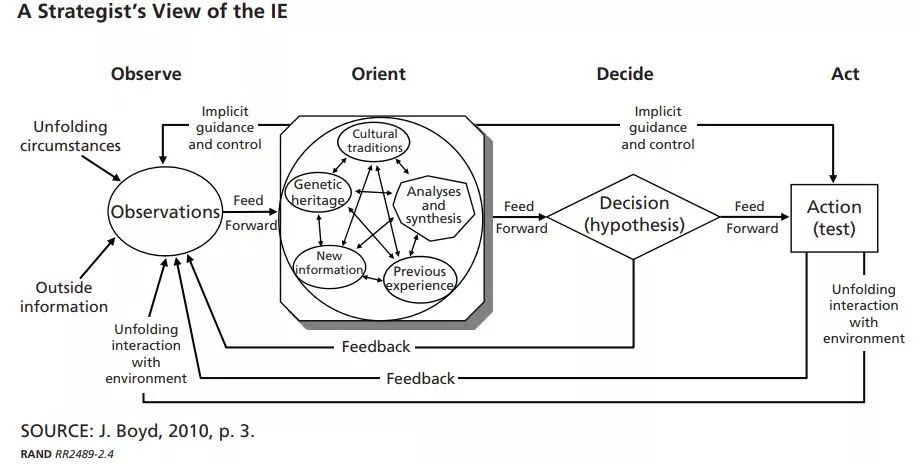 A Strategist's View of the IE
Observe
Orient
Decide
Act
Unfolding
circumstances
Implicit
guidance
and control
Cultural
traditions
Implicit
guidance
and control
Genetic
heritage
Analyses
and
synthesis
Observations
Feed
Forward
Feed
Forward
Decision
(hypothesis)
Feed
Forward
Action
(test)
New
information
Previous
experience
Outside
information
Unfolding
interaction
with
environment
Unfolding
interaction
with
environment
Feedback
Feedback
SOURCE: J. Boyd, 2010, p. 3.
RAND RR2489-2.4